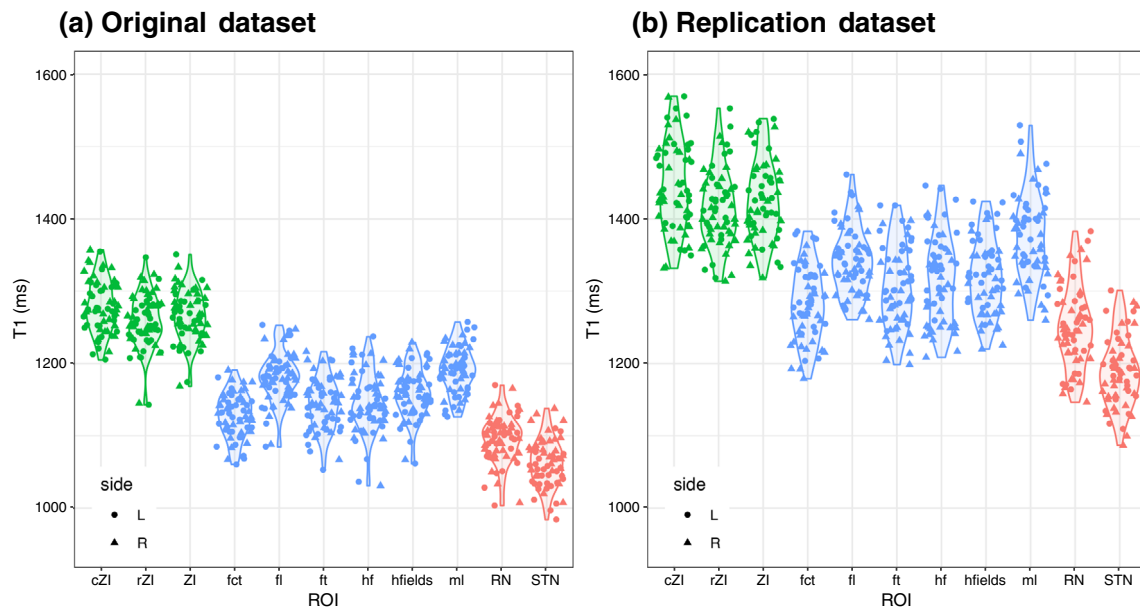 (a) Original dataset
(b) Replication dataset
T1 (ms)
1600
1400
1200
1000
side
L
R
cZI rZI ZI fct fl ft hf hfields ml RN STN
ROI
T1 (ms)
1600
1400
1200
1000
side
L
R
cZI rZI ZI fct fl ft hf hfields ml RN STN
ROI